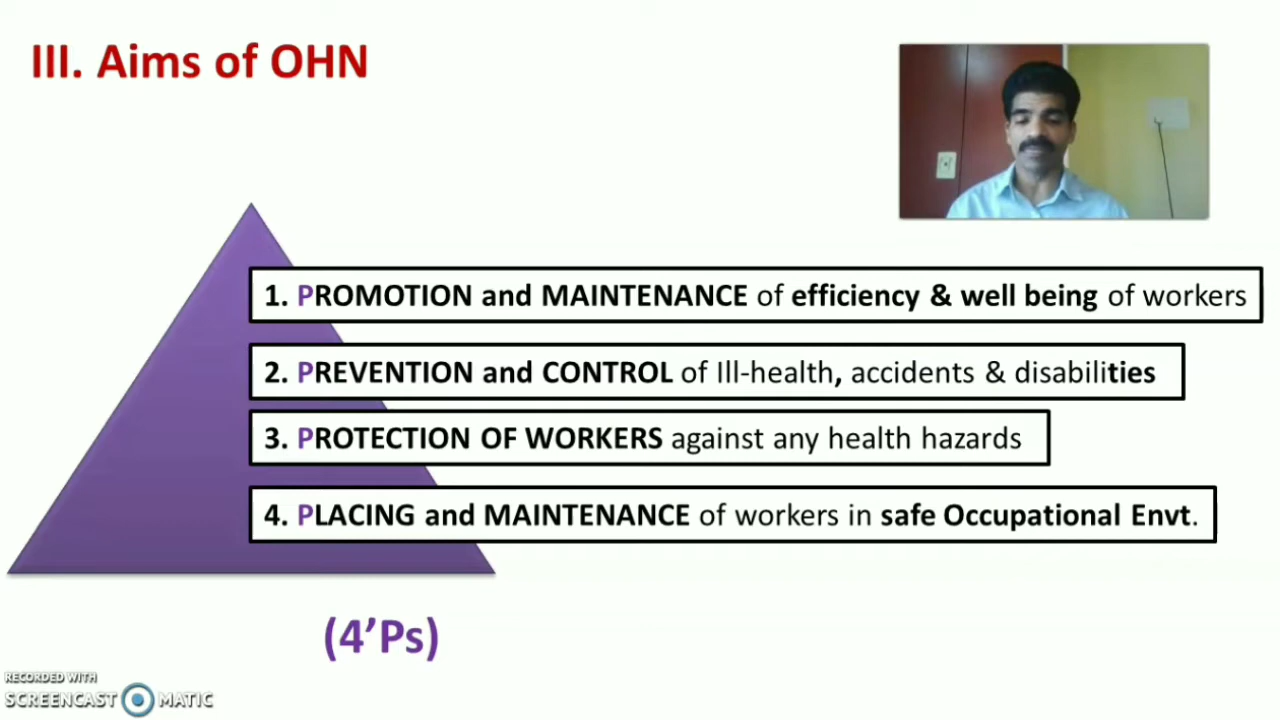 III. Aims of OHN
1. PROMOTION and MAINTENANCE of efficiency & well being of workers
2. PREVENTION and CONTROL of Ill-health, accidents & disabilities
3. PROTECTION OF WORKERS against any health hazards
4. PLACING and MAINTENANCE of workers in safe Occupational Envt.
(4’Ps)
RECORDED WITH
SCREENCAST MATIC